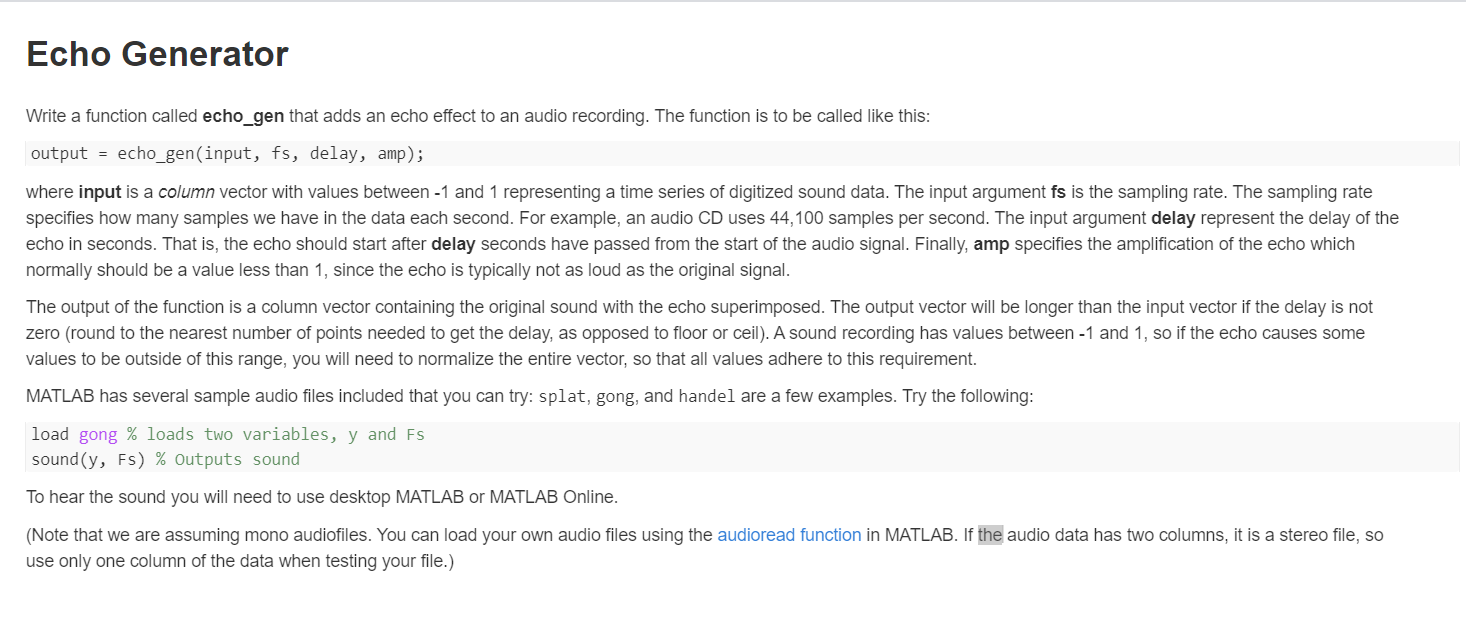 Echo Generator
Write a function called echo_gen that adds an echo effect to an audio recording. The function is to be called like this:
output = echo_gen(input, fs, delay, amp);
where input is a column vector with values between -1 and 1 representing a time series of digitized sound data. The input argument fs is the sampling rate. The sampling rate
specifies how many samples we have in the data each second. For example, an audio CD uses 44,100 samples per second. The input argument delay represent the delay of the
echo in seconds. That is, the echo should start after delay seconds have passed from the start of the audio signal. Finally, amp specifies the amplification of the echo which
normally should be a value less than 1, since the echo is typically not as loud as the original signal.
The output of the function is a column vector containing the original sound with the echo superimposed. The output vector will be longer than the input vector if the delay is not
zero (round to the nearest number of points needed to get the delay, as opposed to floor or ceil). A sound recording has values between -1 and 1, so if the echo causes some
values to be outside of this range, you will need to normalize the entire vector, so that all values adhere to this requirement.
MATLAB has several sample audio files included that you can try: splat, gong, and handel are a few examples. Try the following:
load gong % loads two variables, y and Fs
sound(y, Fs) % Outputs sound
To hear the sound you will need to use desktop MATLAB or MATLAB Online.
(Note that we are assuming mono audiofiles. You can load your own audio files using the audioread function in MATLAB. If the audio data has two columns, it is a stereo file, so
use only one column of the data when testing your file.)